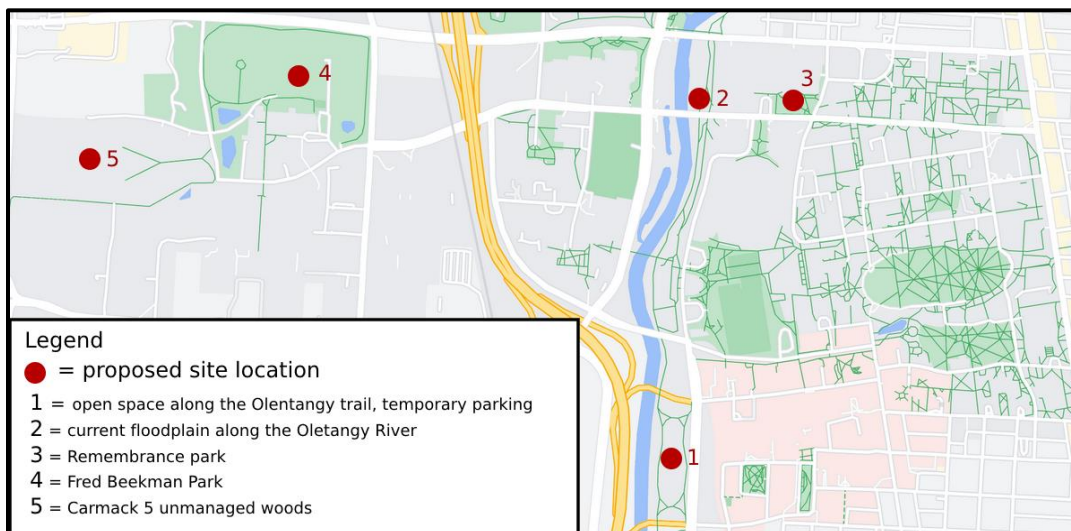 4
3
2
5
Legend
= proposed site location
1 = open space along the Olentangy trail, temporary parking
2 = current floodplain along the Oletangy River
3 = Remembrance park
4 = Fred Beekman Park
5 = Carmack 5 unmanaged woods
1